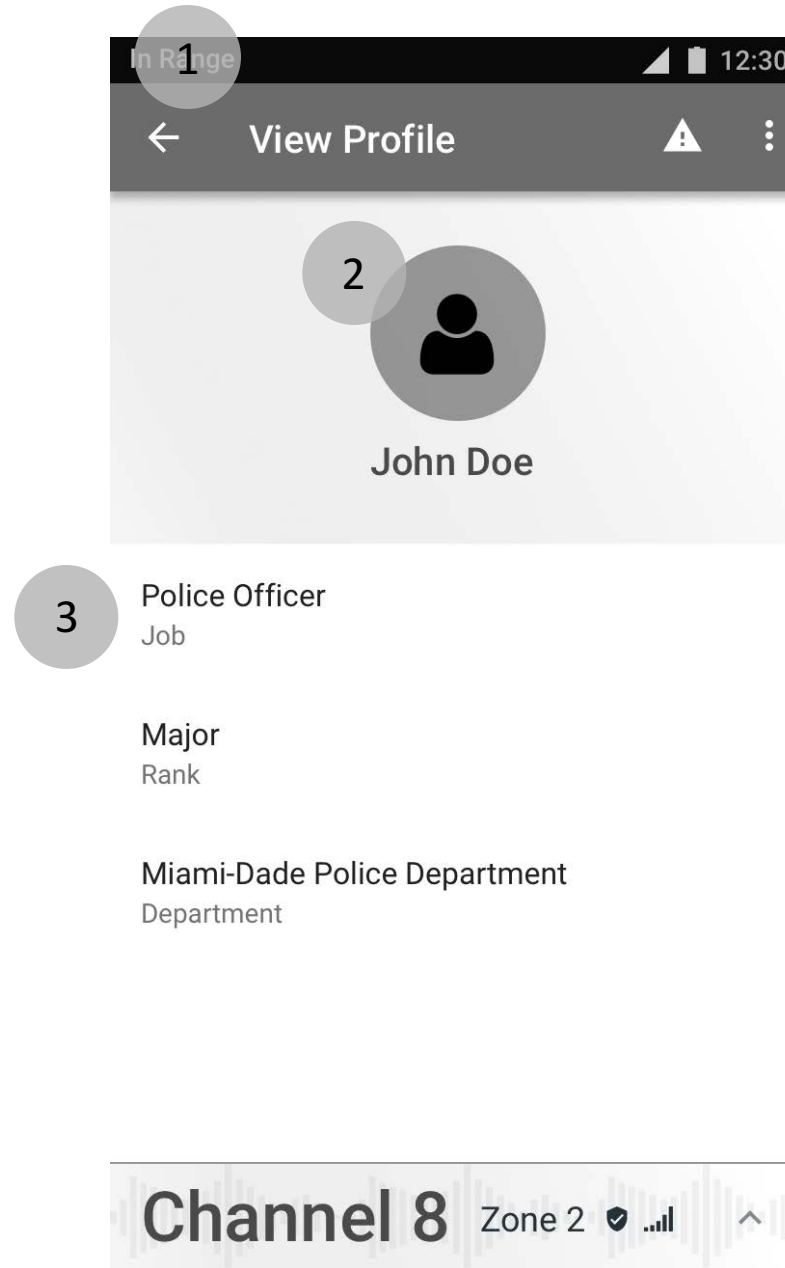 1
In Range
12:30
View Profile
2
John Doe
3
Police Officer
Job
Major
Rank
Miami-Dade Police Department
Department
Channel 8 Zone 2